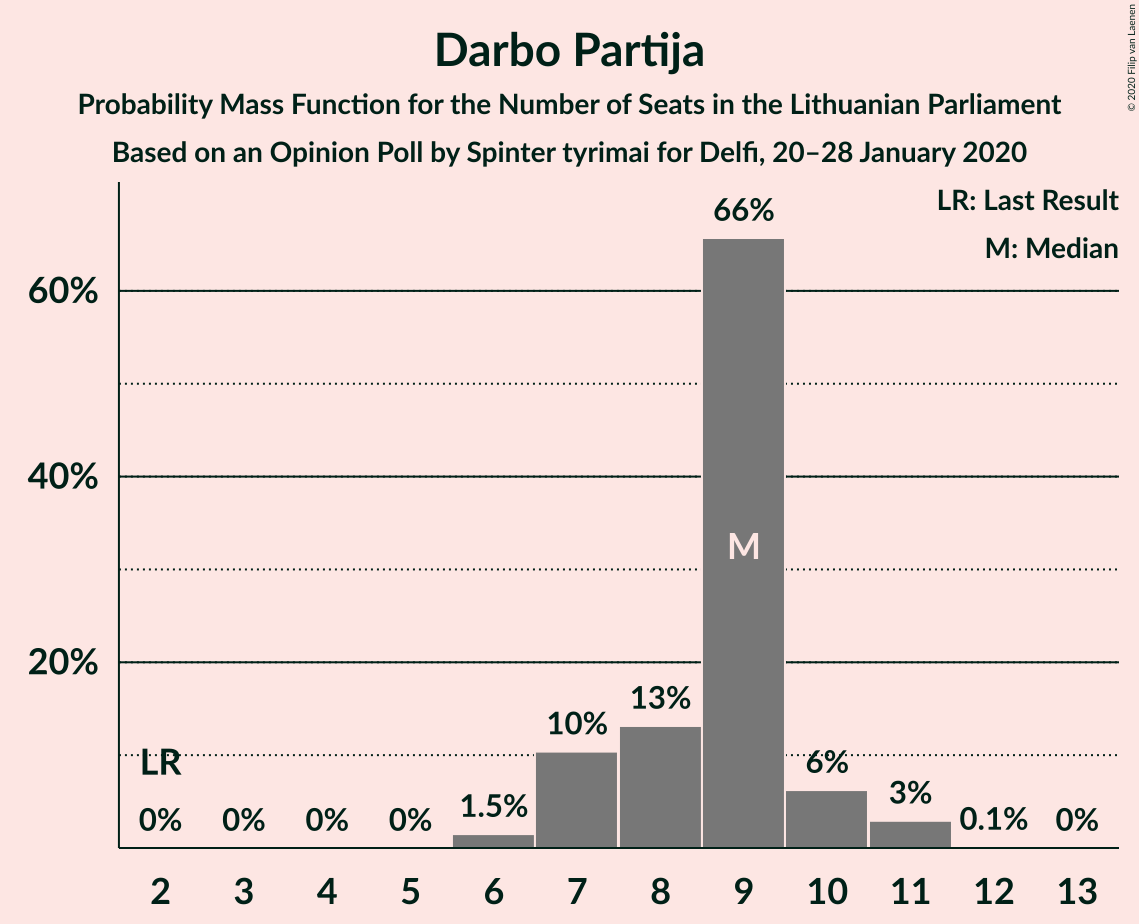 Darbo Partija
Probability Mass Function for the Number of Seats in the Lithuanian Parliament
Based on an Opinion Poll by Spinter tyrimai for Delfi, 20–28 January 2020
© 2020 Filip van Laenen
LR: Last Result
M: Median
60%
40%
20%
LR
0%
0%
0%
0%
1.5%
10%
13%
66%
M
6%
3%
0.1%
0%
2 3 4 5 6 7 8 9 10 11 12 13